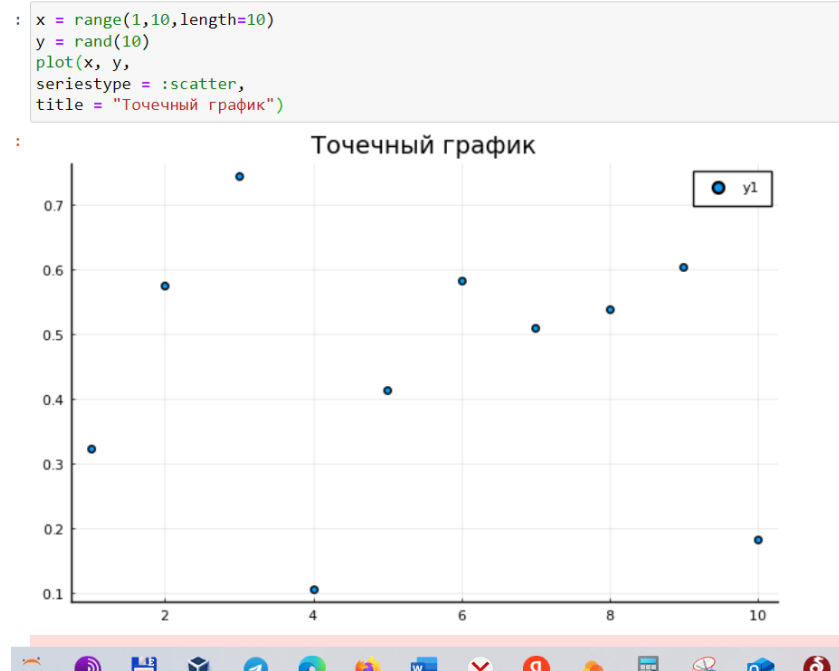 x = range(1,10,length=10)
y = rand(10)
plot(x, y,
seriestype = :scatter,
title = "Точечный график")
Точечный график
y1
0.7
0.6
0.5
0.4
0.3
0.2
0.1
2 4 6 8 10